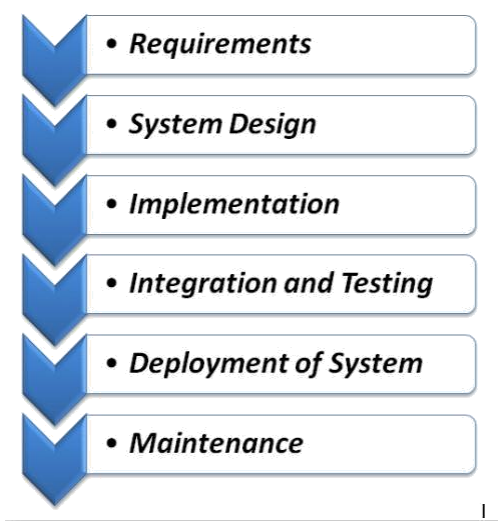 • Requirements
• System Design
• Implementation
• Integration and Testing
• Deployment of System
• Maintenance